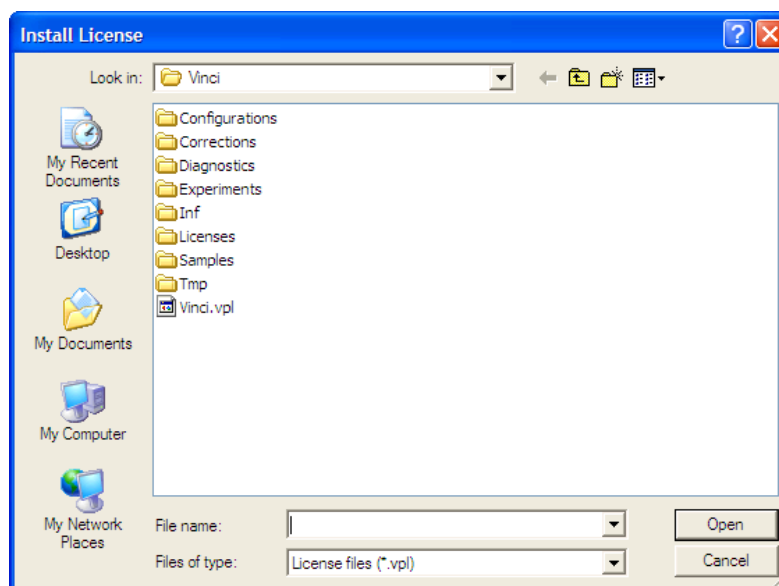 Install License
Look in: Vinci
My Recent
Documents
Desktop
My Documents
My Computer
My Network
Places
Configurations
Corrections
Diagnostics
Experiments
Inf
Licenses
Samples
Tmp
Vinci.vpl
File name: Open
Files of type: License files (*.vpl) Cancel